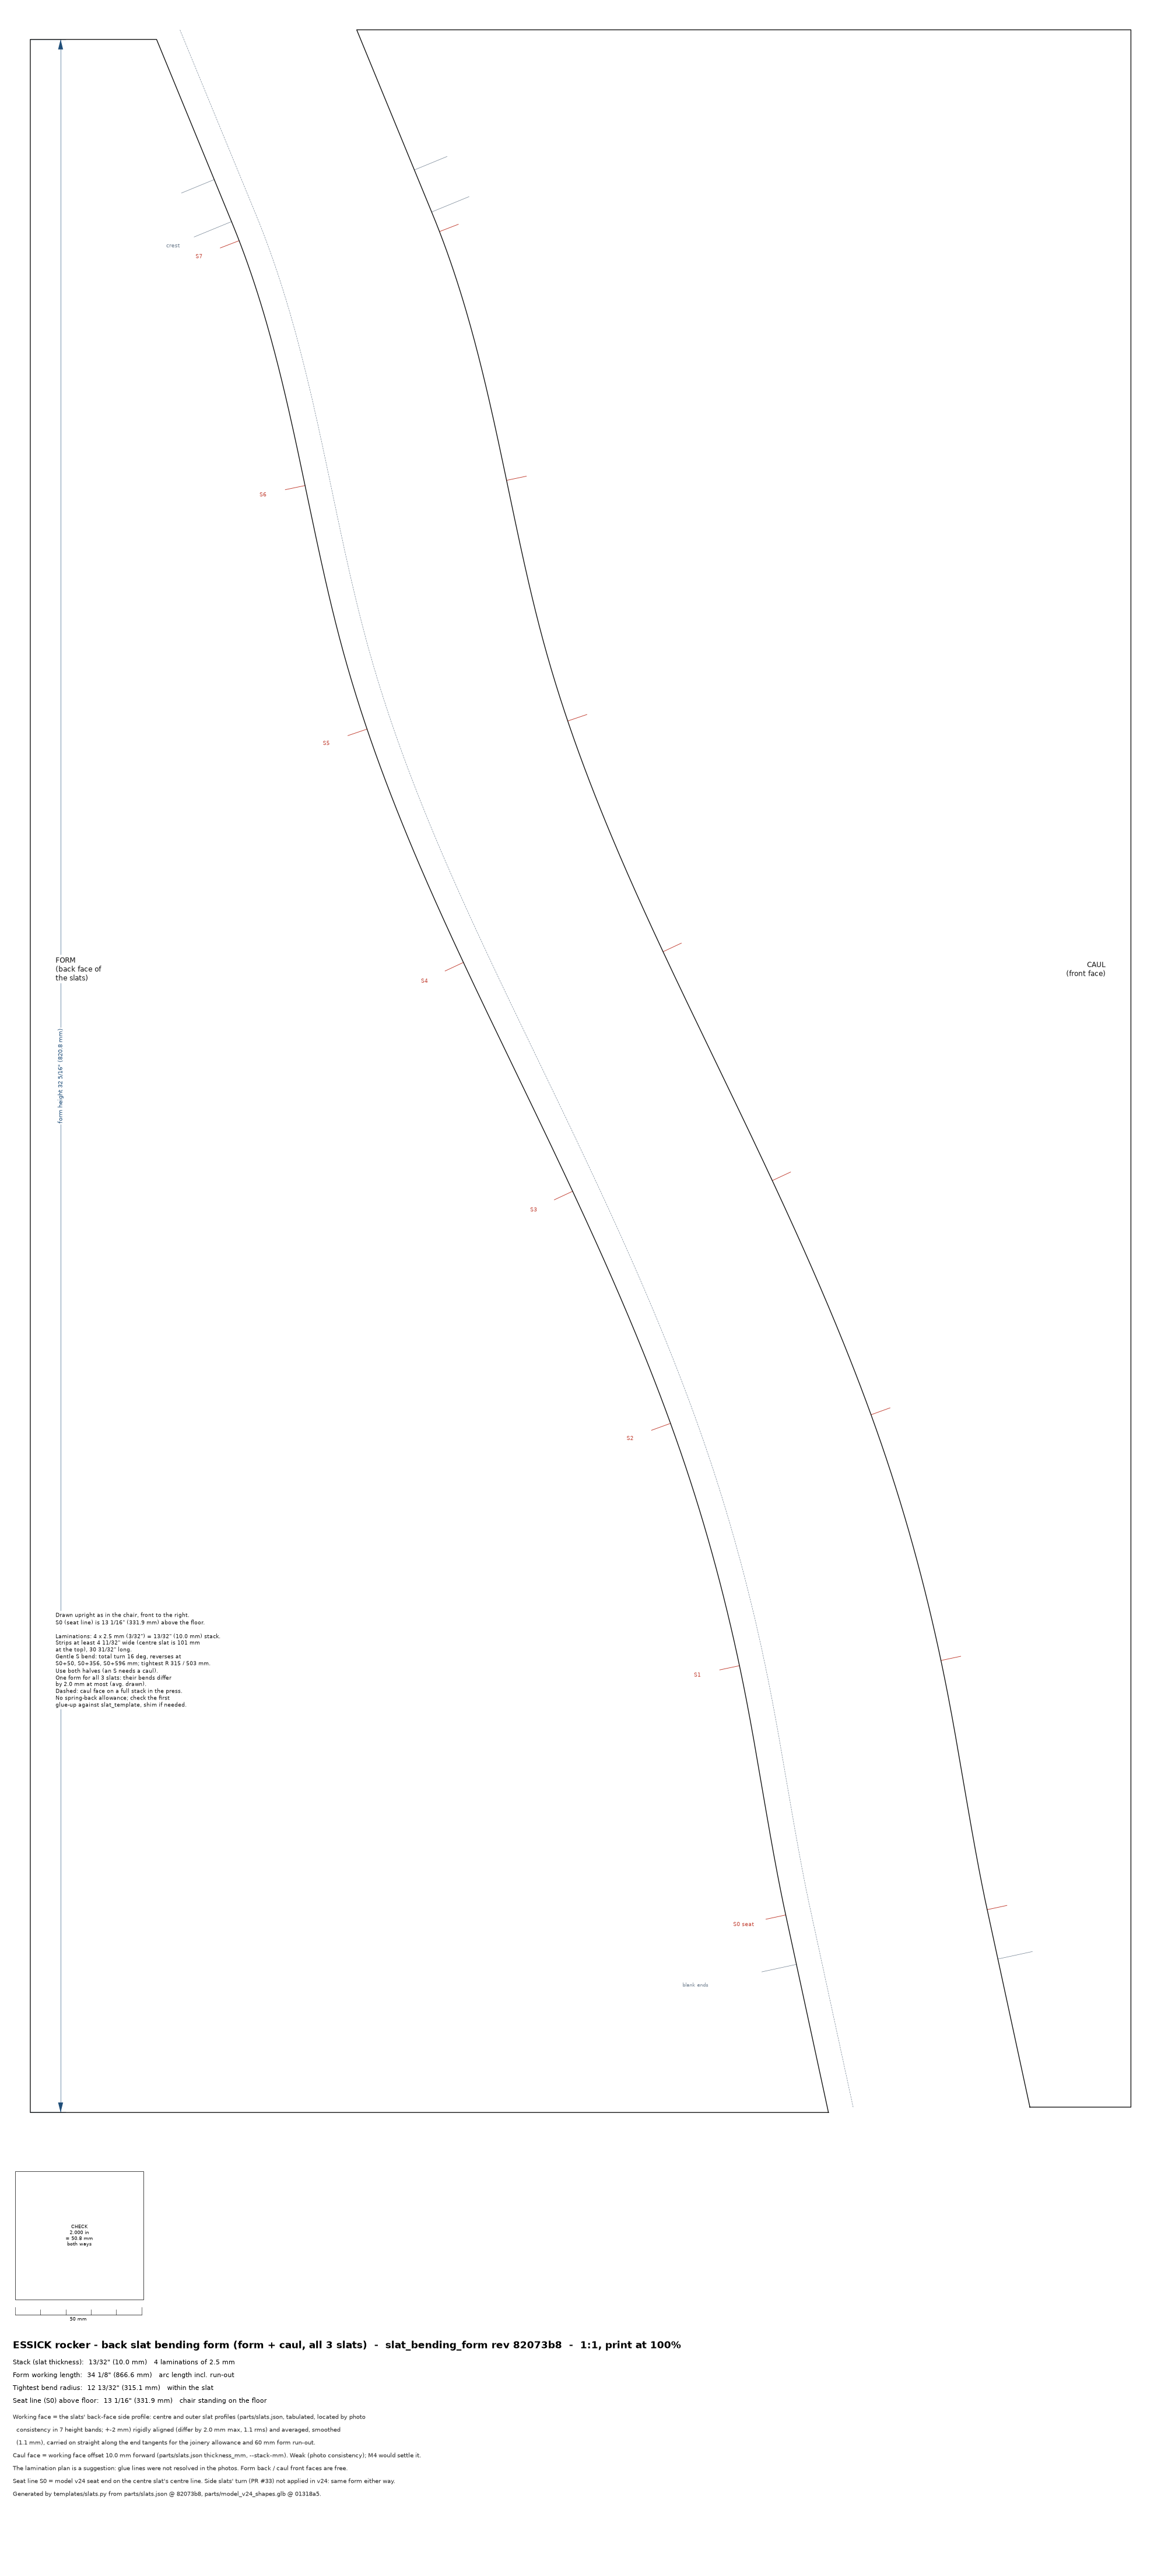 crest
S7
S6
S5
FORM
(back face of
the slats)
CAUL
(front face)
S4
form height 32 5/16" (820.8 mm)
S3
S2
Drawn upright as in the chair, front to the right.
S0 (seat line) is 13 1/16" (331.9 mm) above the floor.
Laminations: 4 x 2.5 mm (3/32") = 13/32" (10.0 mm) stack.
Strips at least 4 11/32" wide (centre slat is 101 mm
at the top), 30 31/32" long.
Gentle S bend: total turn 16 deg, reverses at
S0+50, S0+356, S0+596 mm; tightest R 315 / 503 mm.
Use both halves (an S needs a caul).
One form for all 3 slats: their bends differ
by 2.0 mm at most (avg. drawn).
Dashed: caul face on a full stack in the press.
No spring-back allowance; check the first
glue-up against slat_template, shim if needed.
S1
S0 seat
blank ends
CHECK
2.000 in
= 50.8 mm
both ways
50 mm
ESSICK rocker - back slat bending form (form + caul, all 3 slats) - slat_bending_form rev 82073b8 - 1:1, print at 100%
Stack (slat thickness): 13/32" (10.0 mm) 4 laminations of 2.5 mm
Form working length: 34 1/8" (866.6 mm) arc length incl. run-out
Tightest bend radius: 12 13/32" (315.1 mm) within the slat
Seat line (S0) above floor: 13 1/16" (331.9 mm) chair standing on the floor
Working face = the slats' back-face side profile: centre and outer slat profiles (parts/slats.json, tabulated, located by photo
consistency in 7 height bands; +-2 mm) rigidly aligned (differ by 2.0 mm max, 1.1 rms) and averaged, smoothed
(1.1 mm), carried on straight along the end tangents for the joinery allowance and 60 mm form run-out.
Caul face = working face offset 10.0 mm forward (parts/slats.json thickness_mm, --stack-mm). Weak (photo consistency); M4 would settle it.
The lamination plan is a suggestion: glue lines were not resolved in the photos. Form back / caul front faces are free.
Seat line S0 = model v24 seat end on the centre slat's centre line. Side slats' turn (PR #33) not applied in v24: same form either way.
Generated by templates/slats.py from parts/slats.json @ 82073b8, parts/model_v24_shapes.glb @ 01318a5.